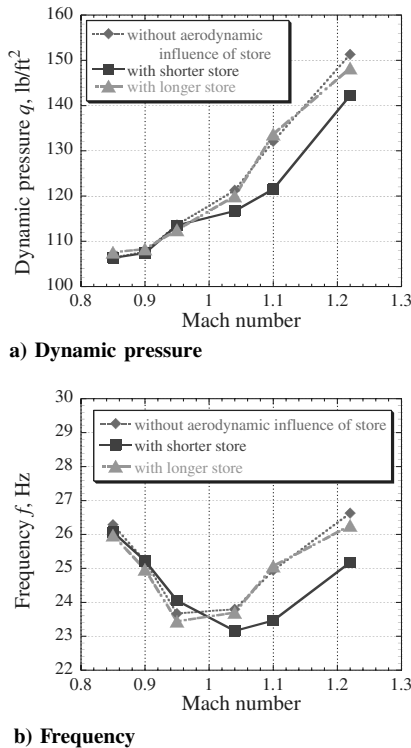 160
150
140
130
120
110
100
Dynamic pressure q, lb/ft²
without aerodynamic
influence of store
with shorter store
with longer store
0.8 0.9 1 1.1 1.2 1.3
Mach number
a) Dynamic pressure
30
29
28
27
26
25
24
23
22
Frequency f, Hz
without aerodynamic influence of store
with shorter store
with longer store
0.8 0.9 1 1.1 1.2 1.3
Mach number
b) Frequency